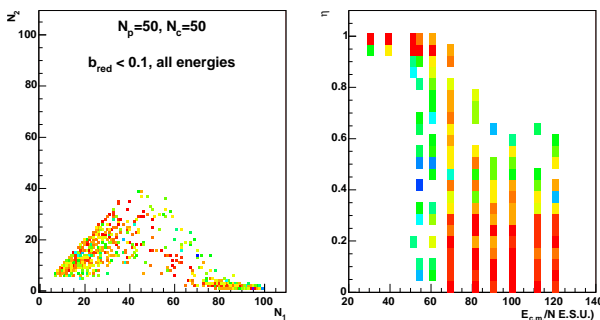 N_p=50, N_c=50
b_red < 0.1, all energies
N_2
100
80
60
40
20
0
0 20 40 60 80 100
N_1
η
1
0.8
0.6
0.4
0.2
0
20 40 60 80 100 120 140
E_c.m/N E.S.U.)